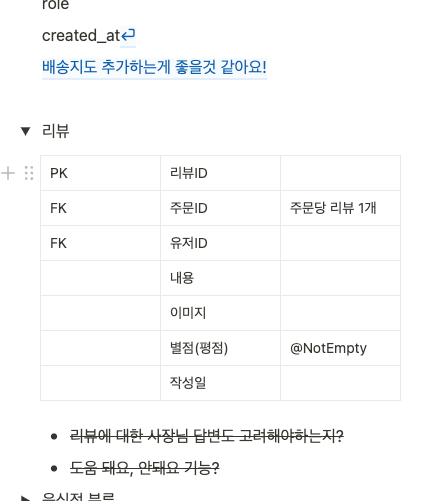 role
created_at
배송지도 추가하는게 좋을것 같아요!
리뷰
PK 리뷰ID
FK 주문ID 주문당 리뷰 1개
FK 유저ID
내용
이미지
별점(평점) @NotEmpty
작성일
리뷰에 대한 사장님 답변도 고려해야하는지?
도움 돼요, 안돼요 기능?
음식점 분류